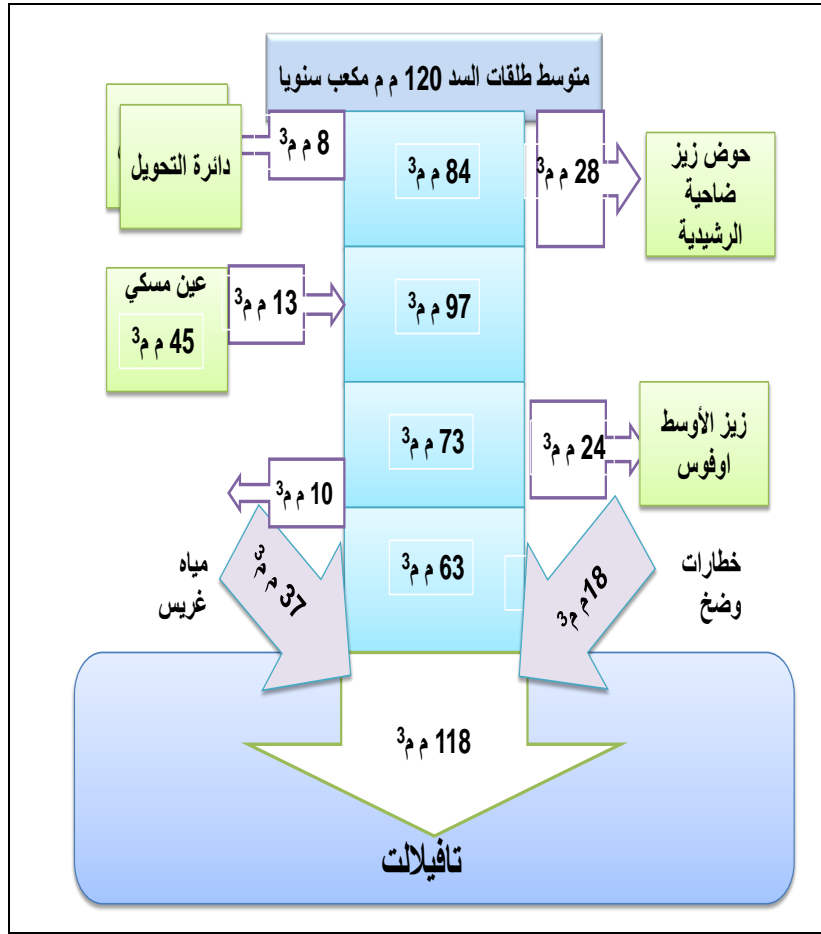 متوسط طلقات السد 120 م م مكعب سنويا
دائرة التحويل
8 م م³
84 م م³
28 م م³
حوض زيز
ضاحية
الرشيدية
عين مسكي
45 م م³
13 م م³
97 م م³
73 م م³
24 م م³
زيز الأوسط
اوفوس
10 م م³
63 م م³
مياه
غريس
37 م م³
18م م³
خطارات
وضخ
118 م م³
تافيلالت